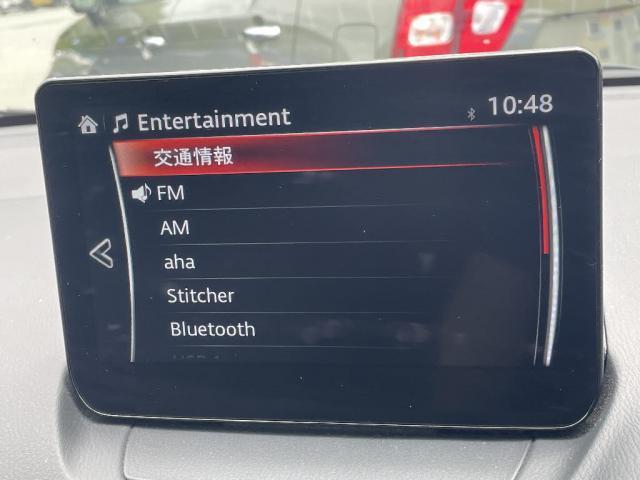 Entertainment
10:48
交通情報
FM
AM
aha
Stitcher
Bluetooth